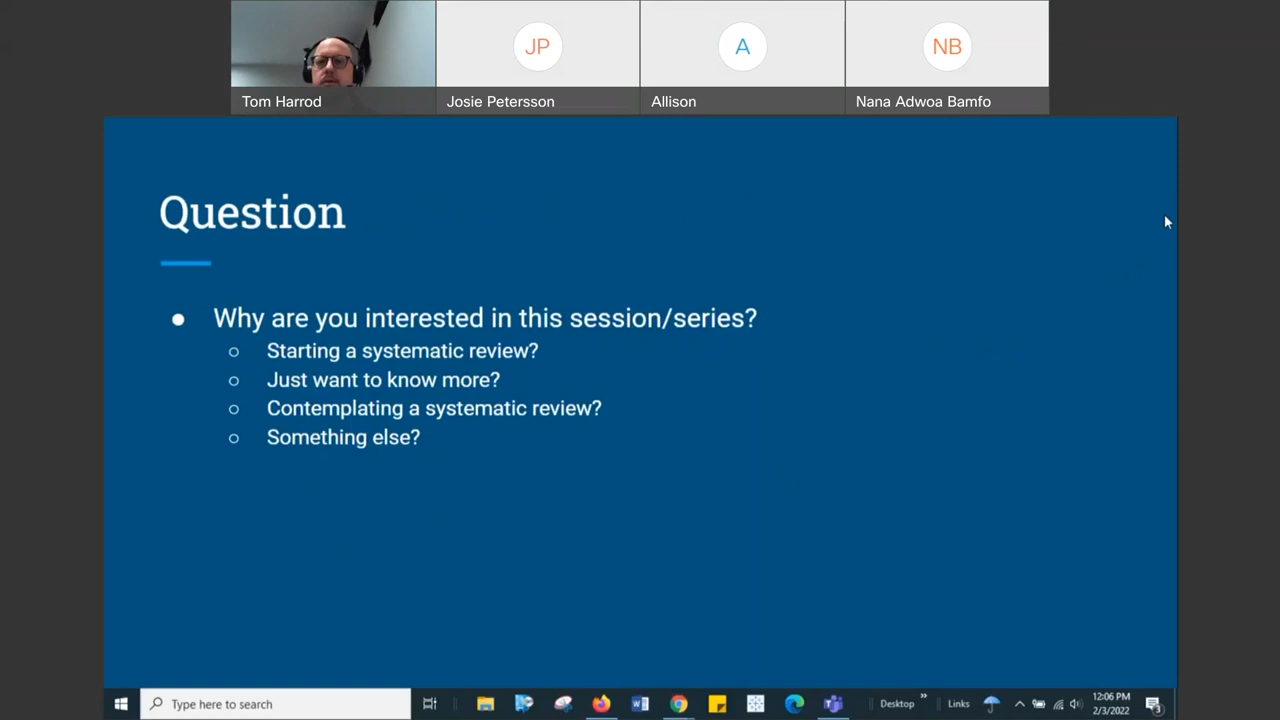 JP
A
NB
Tom Harrod
Josie Petersson
Allison
Nana Adwoa Bamfo
Question
● Why are you interested in this session/series?
○ Starting a systematic review?
○ Just want to know more?
○ Contemplating a systematic review?
○ Something else?
Type here to search
Desktop
»
Links
12:06 PM
2/3/2022
3